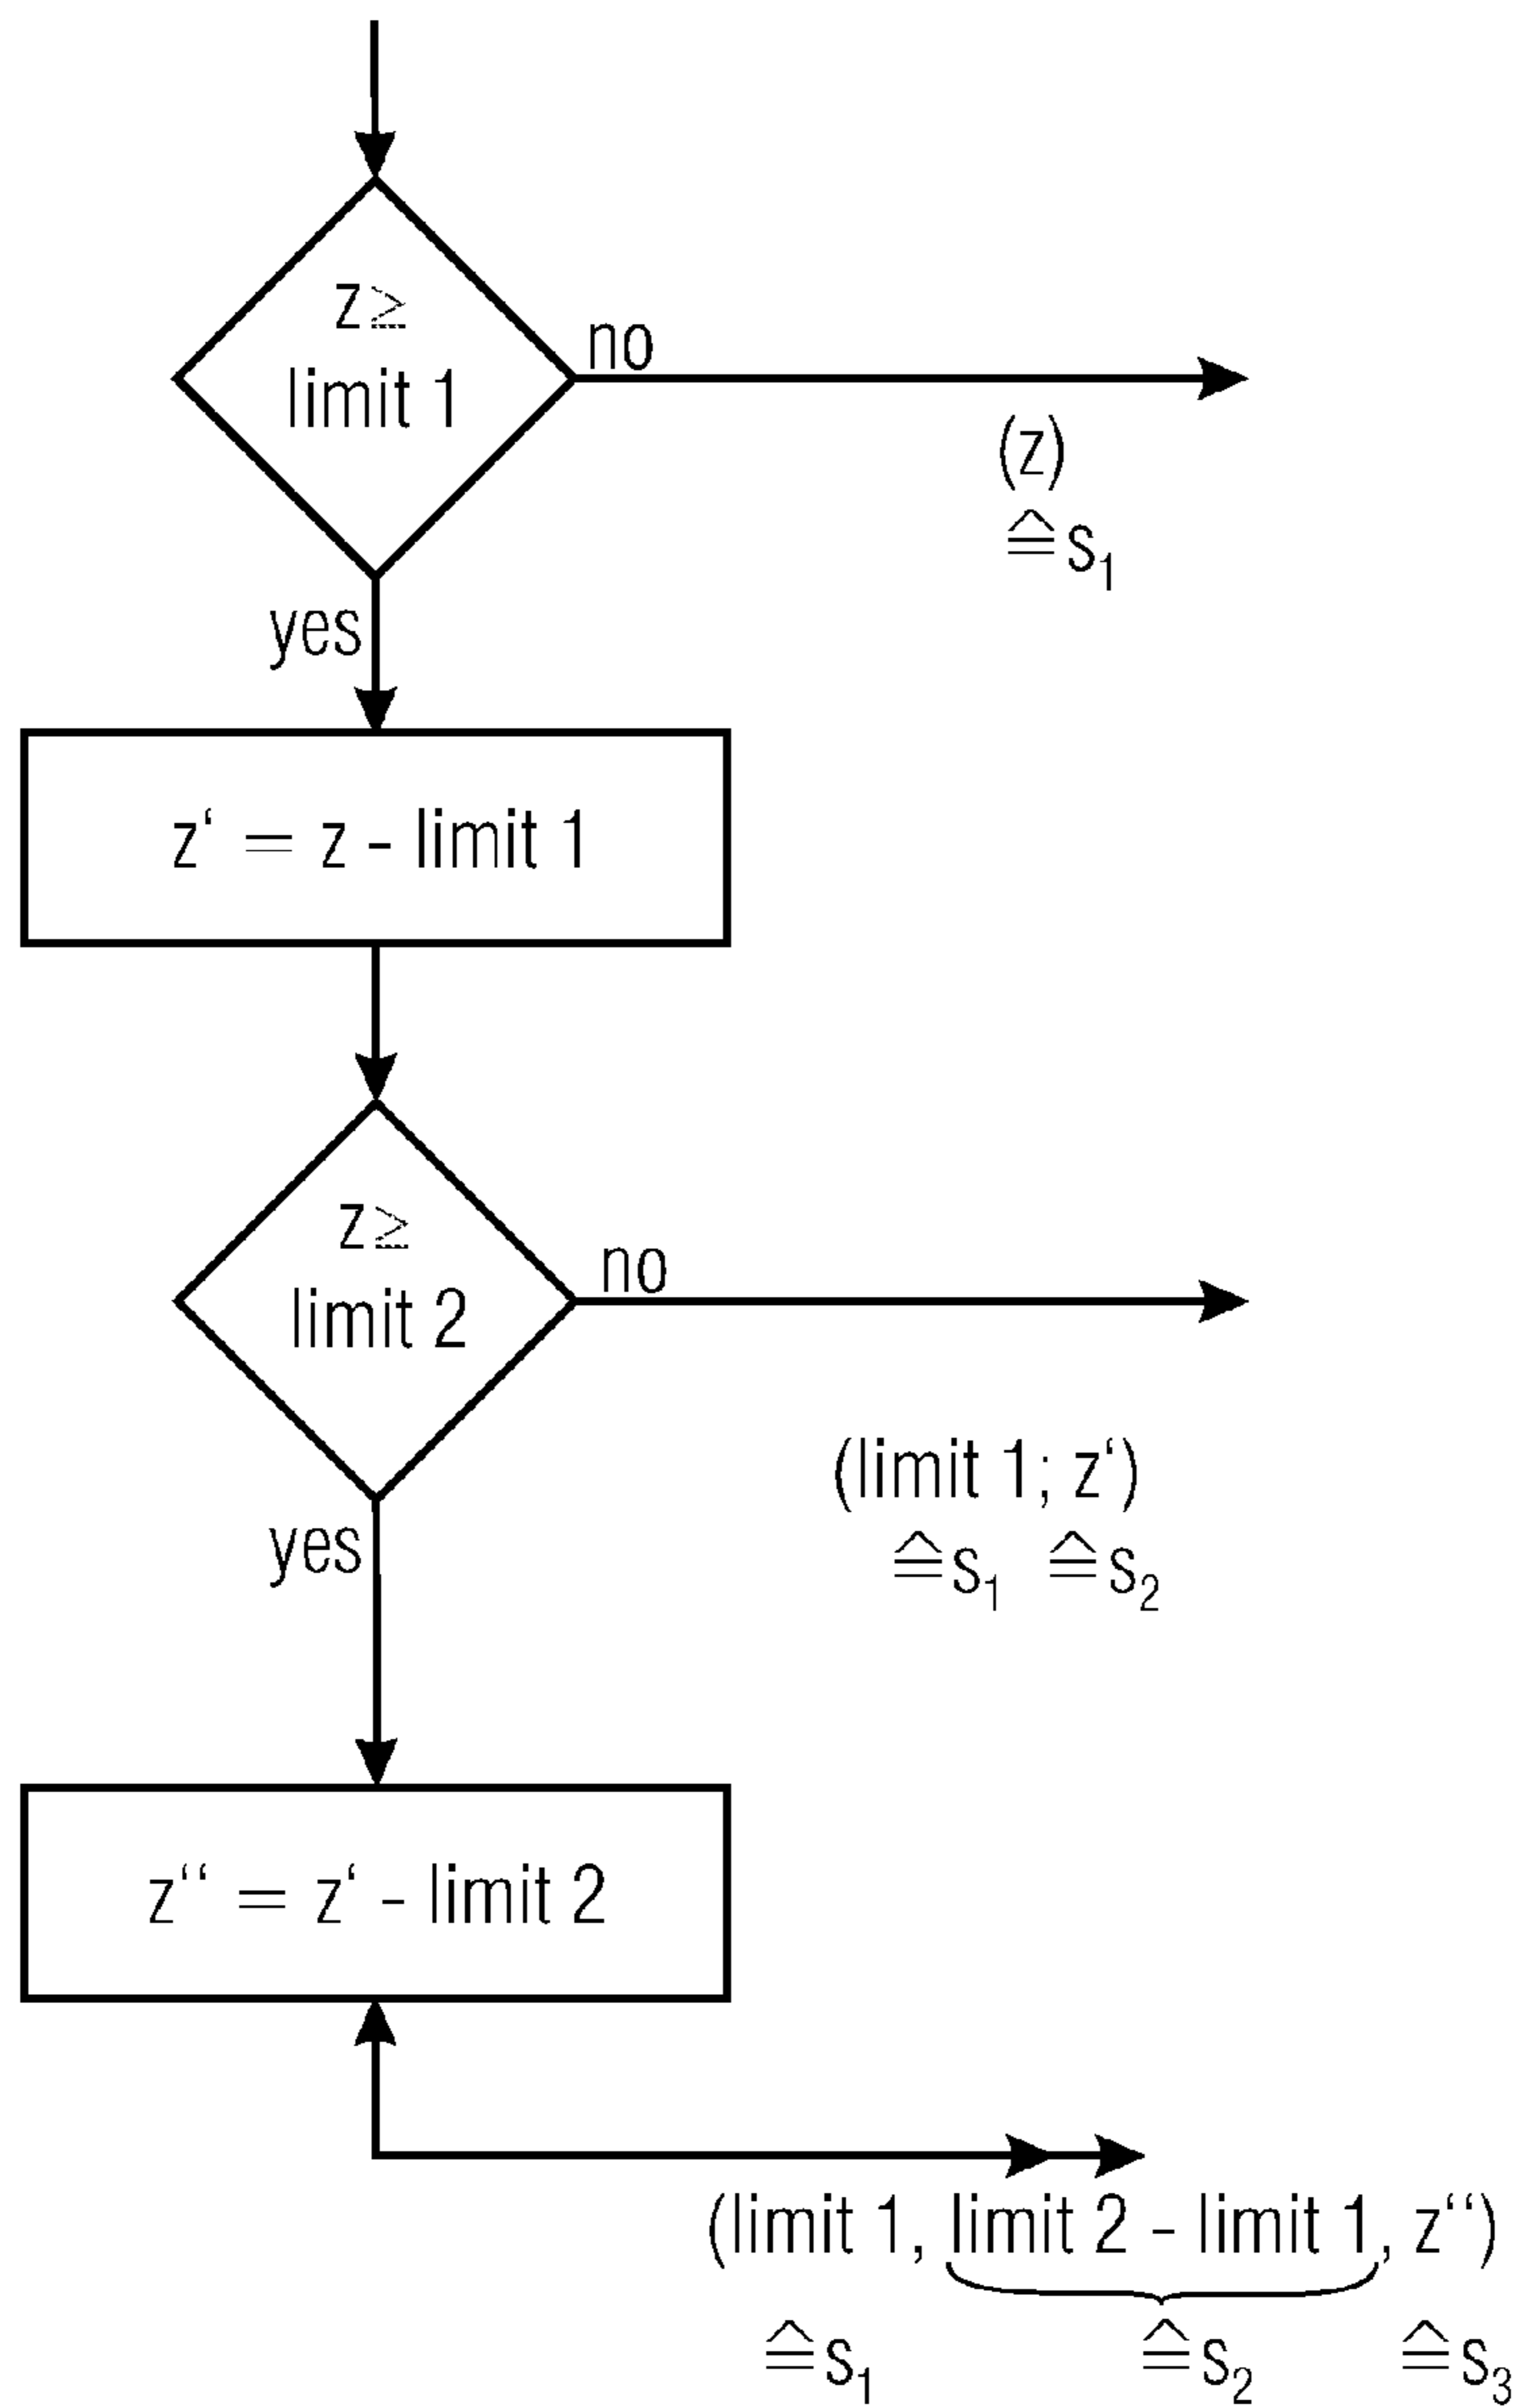 z≥
limit 1
no
(z)
≙s₁
yes
z‘ = z - limit 1
z≥
limit 2
no
(limit 1; z‘)
≙s₁ ≙s₂
yes
z“ = z‘ - limit 2
(limit 1, limit 2 - limit 1, z“)
≙s₁ ≙s₂ ≙s₃